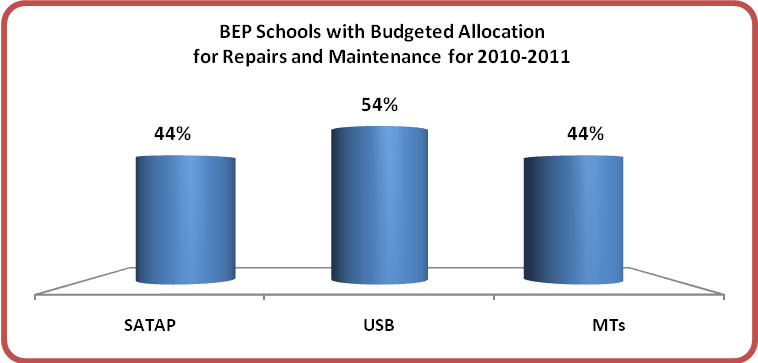 BEP Schools with Budgeted Allocation
for Repairs and Maintenance for 2010-2011
54%
44%
44%
SATAP
USB
MTs